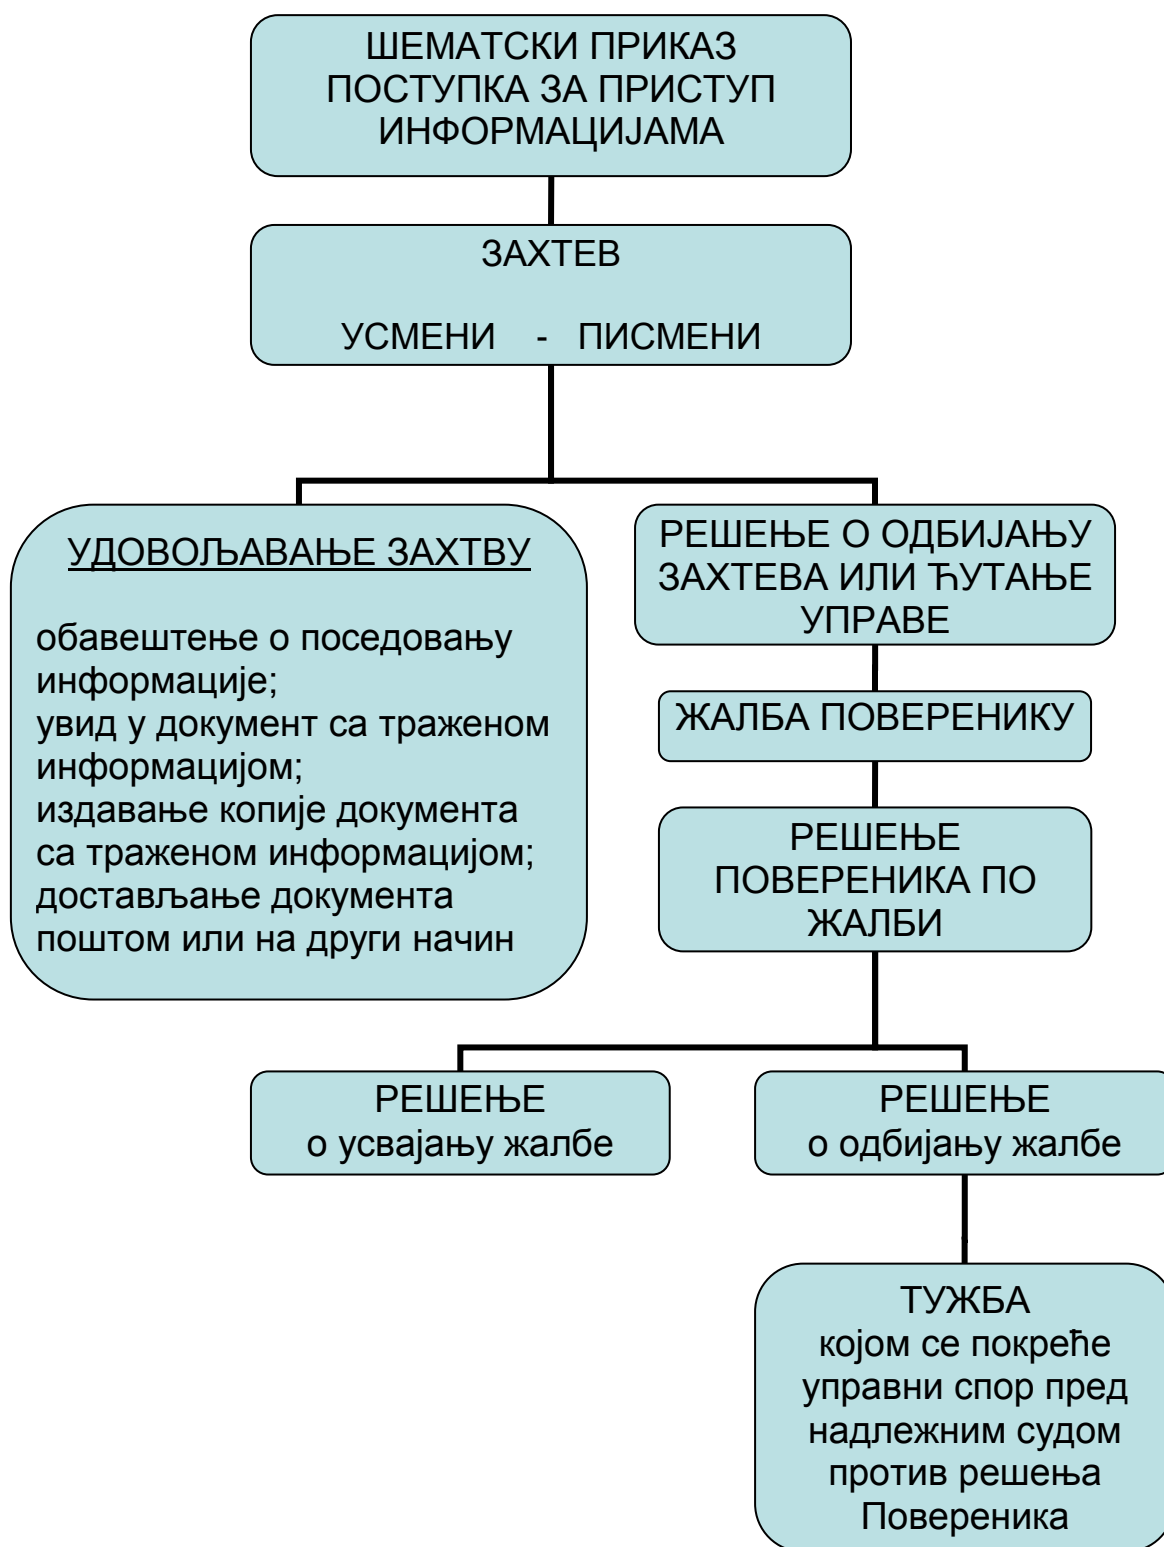 ШЕМАТСКИ ПРИКАЗ
ПОСТУПКА ЗА ПРИСТУП
ИНФОРМАЦИЈАМА
ЗАХТЕВ
УСМЕНИ - ПИСМЕНИ
УДОВОЉАВАЊЕ ЗАХТВУ
обавештење о поседовању
информације;
увид у документ са траженом
информацијом;
издавање копије документа
са траженом информацијом;
достављање документа
поштом или на други начин
РЕШЕЊЕ О ОДБИЈАЊУ
ЗАХТЕВА ИЛИ ЋУТАЊЕ
УПРАВЕ
ЖАЛБА ПОВЕРЕНИКУ
РЕШЕЊЕ
ПОВЕРЕНИКА ПО
ЖАЛБИ
РЕШЕЊЕ
о усвајању жалбе
РЕШЕЊЕ
о одбијању жалбе
ТУЖБА
којом се покреће
управни спор пред
надлежним судом
против решења
Повереника